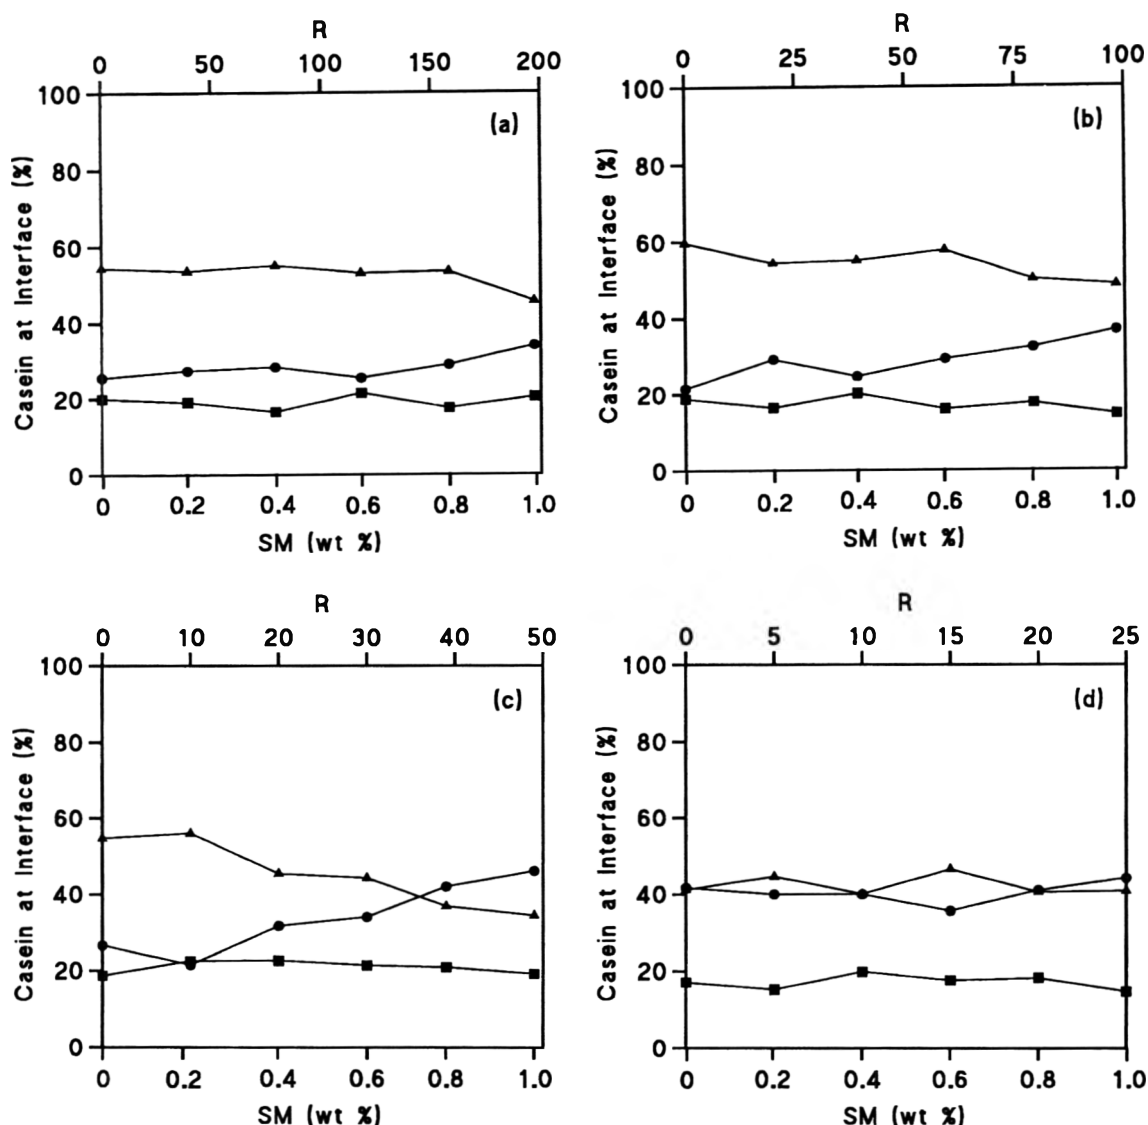 R
0 50 100 150 200
(a)
100
80
60
40
20
0
Casein at Interface (%)
0 0.2 0.4 0.6 0.8 1.0
SM (wt %)
R
0 25 50 75 100
(b)
100
80
60
40
20
0
Casein at Interface (%)
0 0.2 0.4 0.6 0.8 1.0
SM (wt %)
R
0 10 20 30 40 50
(c)
100
80
60
40
20
0
Casein at Interface (%)
0 0.2 0.4 0.6 0.8 1.0
SM (wt %)
R
0 5 10 15 20 25
(d)
100
80
60
40
20
0
Casein at Interface (%)
0 0.2 0.4 0.6 0.8 1.0
SM (wt %)